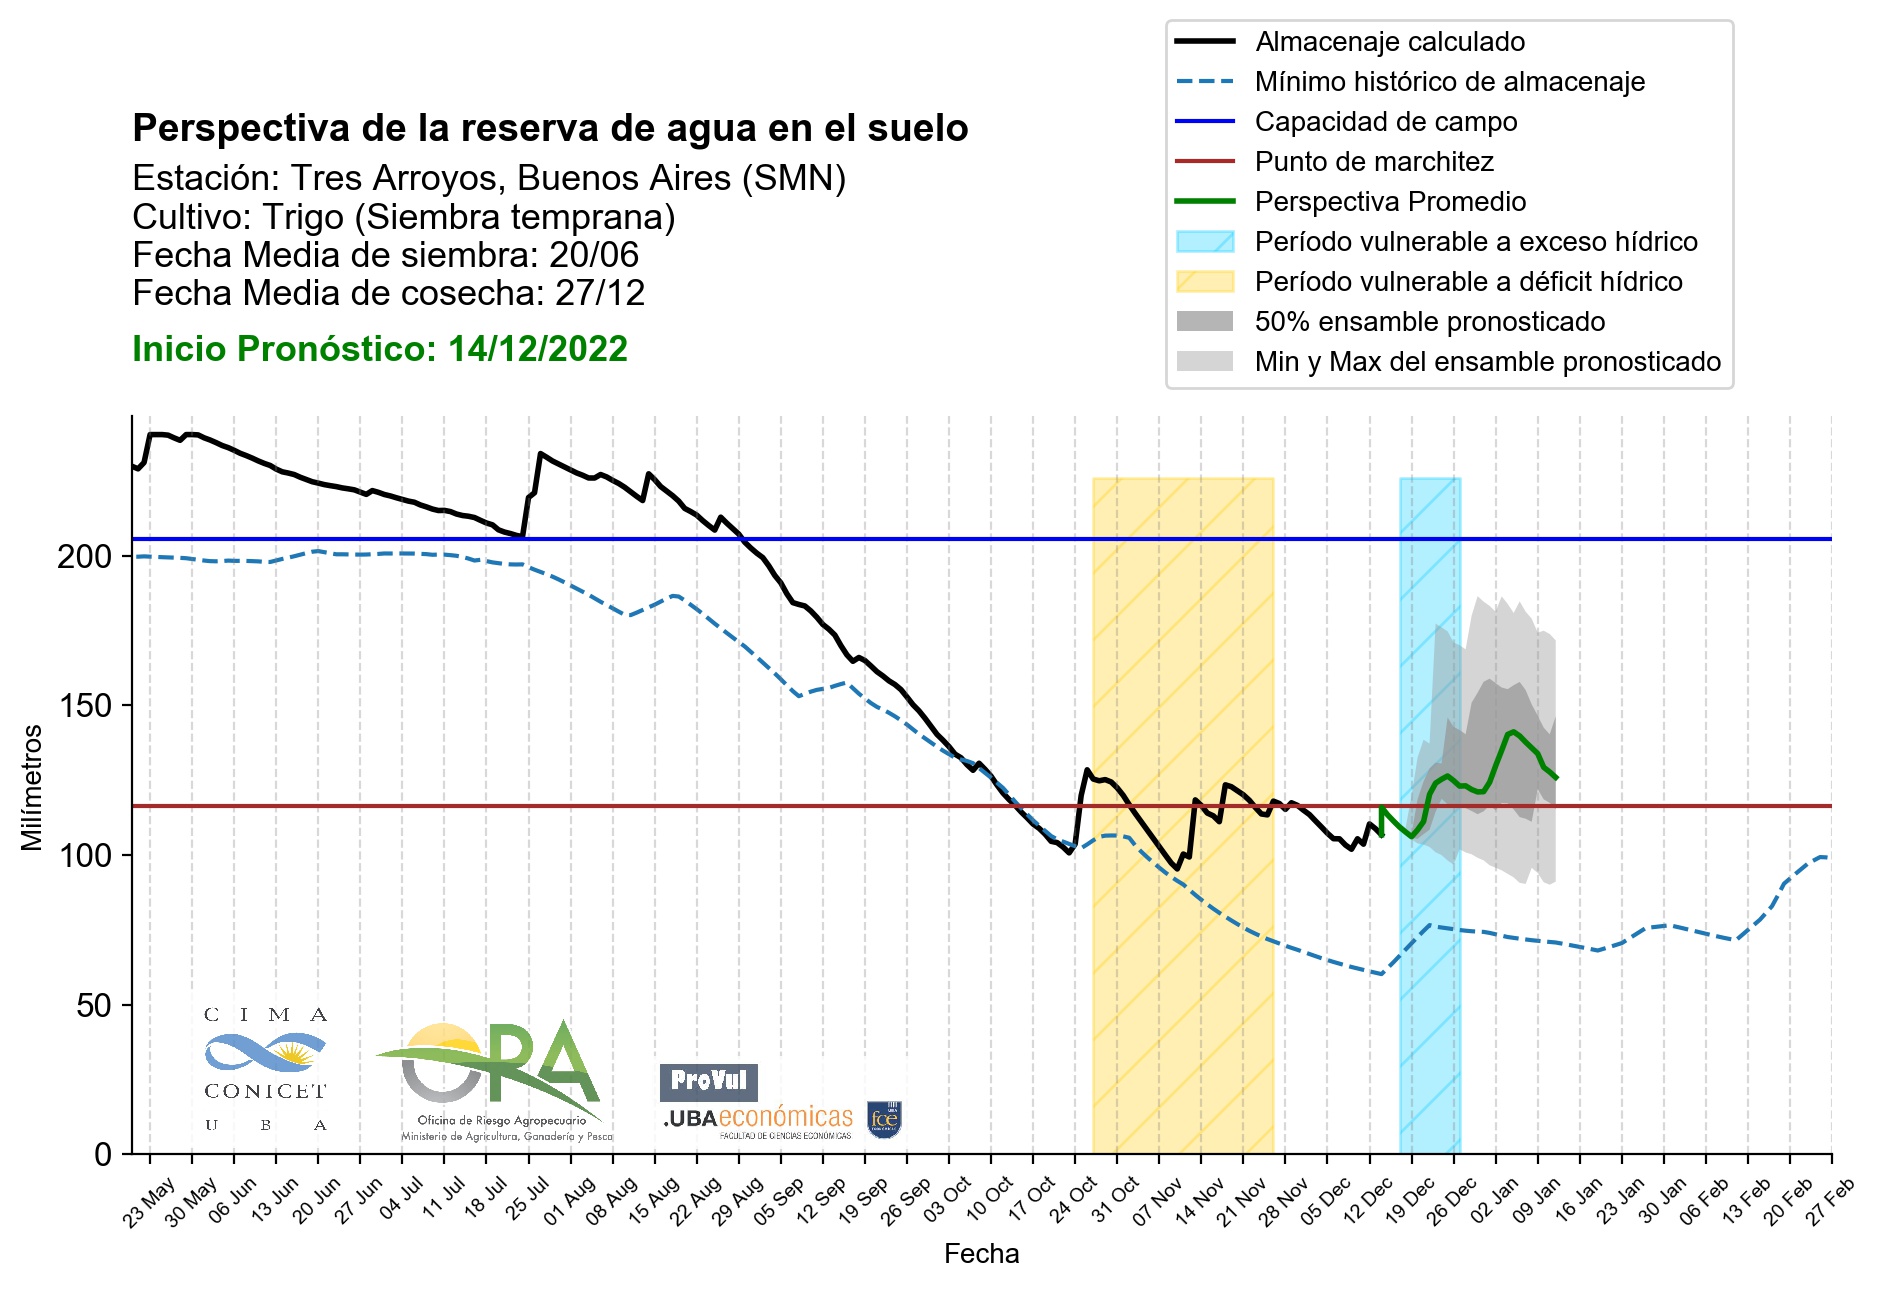 Almacenaje calculado
Mínimo histórico de almacenaje
Capacidad de campo
Punto de marchitez
Perspectiva Promedio
Período vulnerable a exceso hídrico
Período vulnerable a déficit hídrico
50% ensamble pronosticado
Min y Max del ensamble pronosticado
Perspectiva de la reserva de agua en el suelo
Estación: Tres Arroyos, Buenos Aires (SMN)
Cultivo: Trigo (Siembra temprana)
Fecha Media de siembra: 20/06
Fecha Media de cosecha: 27/12
Inicio Pronóstico: 14/12/2022
Milímetros
200
150
100
50
0
CIMA
CONICET
UBA
ORA
Oficina de Riesgo Agropecuario
Ministerio de Agricultura, Ganadería y Pesca
ProVul
.UBAeconómicas
FACULTAD DE CIENCIAS ECONÓMICAS
fce
23 May 30 May 06 Jun 13 Jun 20 Jun 27 Jun 04 Jul 11 Jul 18 Jul 25 Jul 01 Aug 08 Aug 15 Aug 22 Aug 29 Aug 05 Sep 12 Sep 19 Sep 26 Sep 03 Oct 10 Oct 17 Oct 24 Oct 31 Oct 07 Nov 14 Nov 21 Nov 28 Nov 05 Dec 12 Dec 19 Dec 26 Dec 02 Jan 09 Jan 16 Jan 23 Jan 30 Jan 06 Feb 13 Feb 20 Feb 27 Feb
Fecha